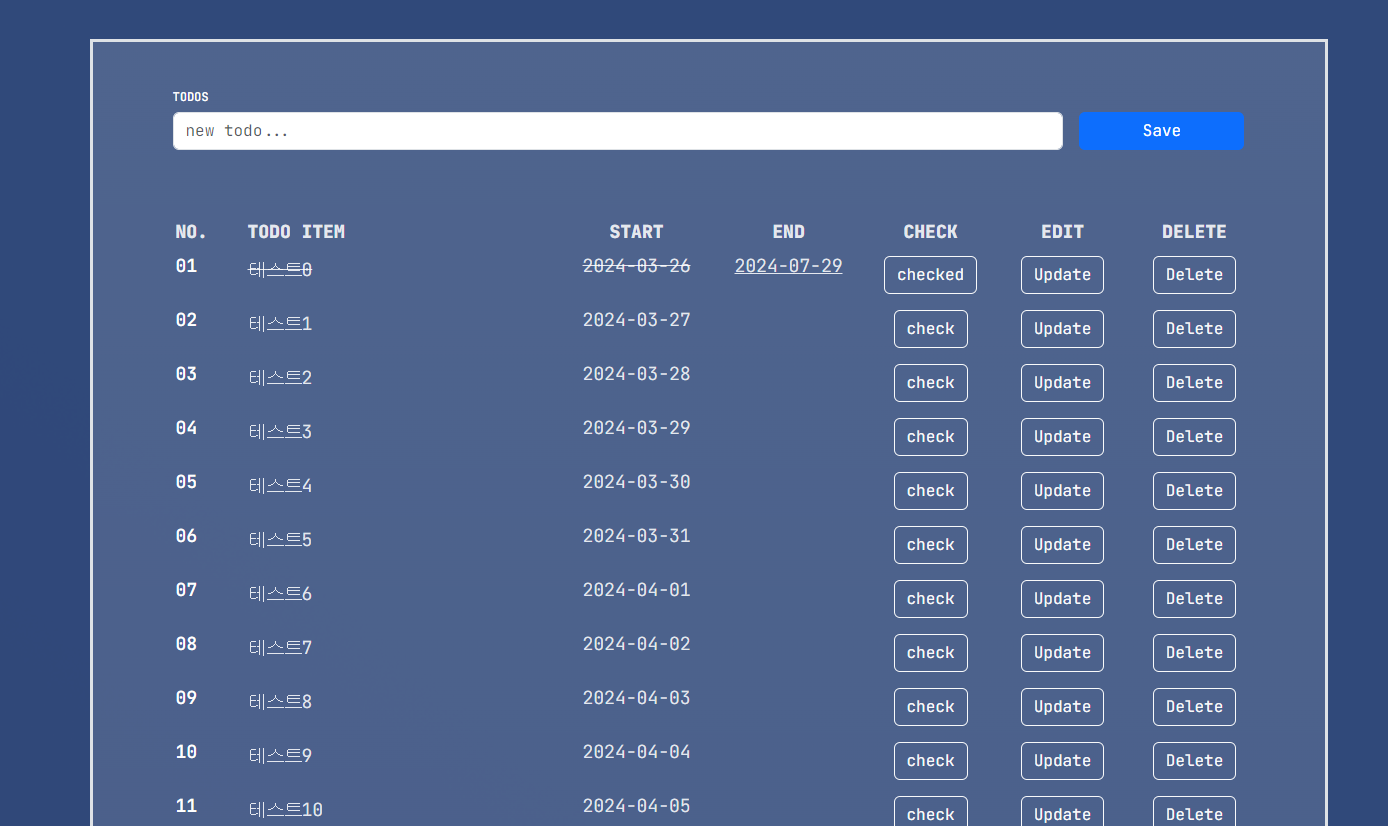 TODOS
new todo... Save
NO. TODO ITEM START END CHECK EDIT DELETE
01 테스트0 2024-03-26 2024-07-29 checked Update Delete
02 테스트1 2024-03-27 check Update Delete
03 테스트2 2024-03-28 check Update Delete
04 테스트3 2024-03-29 check Update Delete
05 테스트4 2024-03-30 check Update Delete
06 테스트5 2024-03-31 check Update Delete
07 테스트6 2024-04-01 check Update Delete
08 테스트7 2024-04-02 check Update Delete
09 테스트8 2024-04-03 check Update Delete
10 테스트9 2024-04-04 check Update Delete
11 테스트10 2024-04-05 check Update Delete